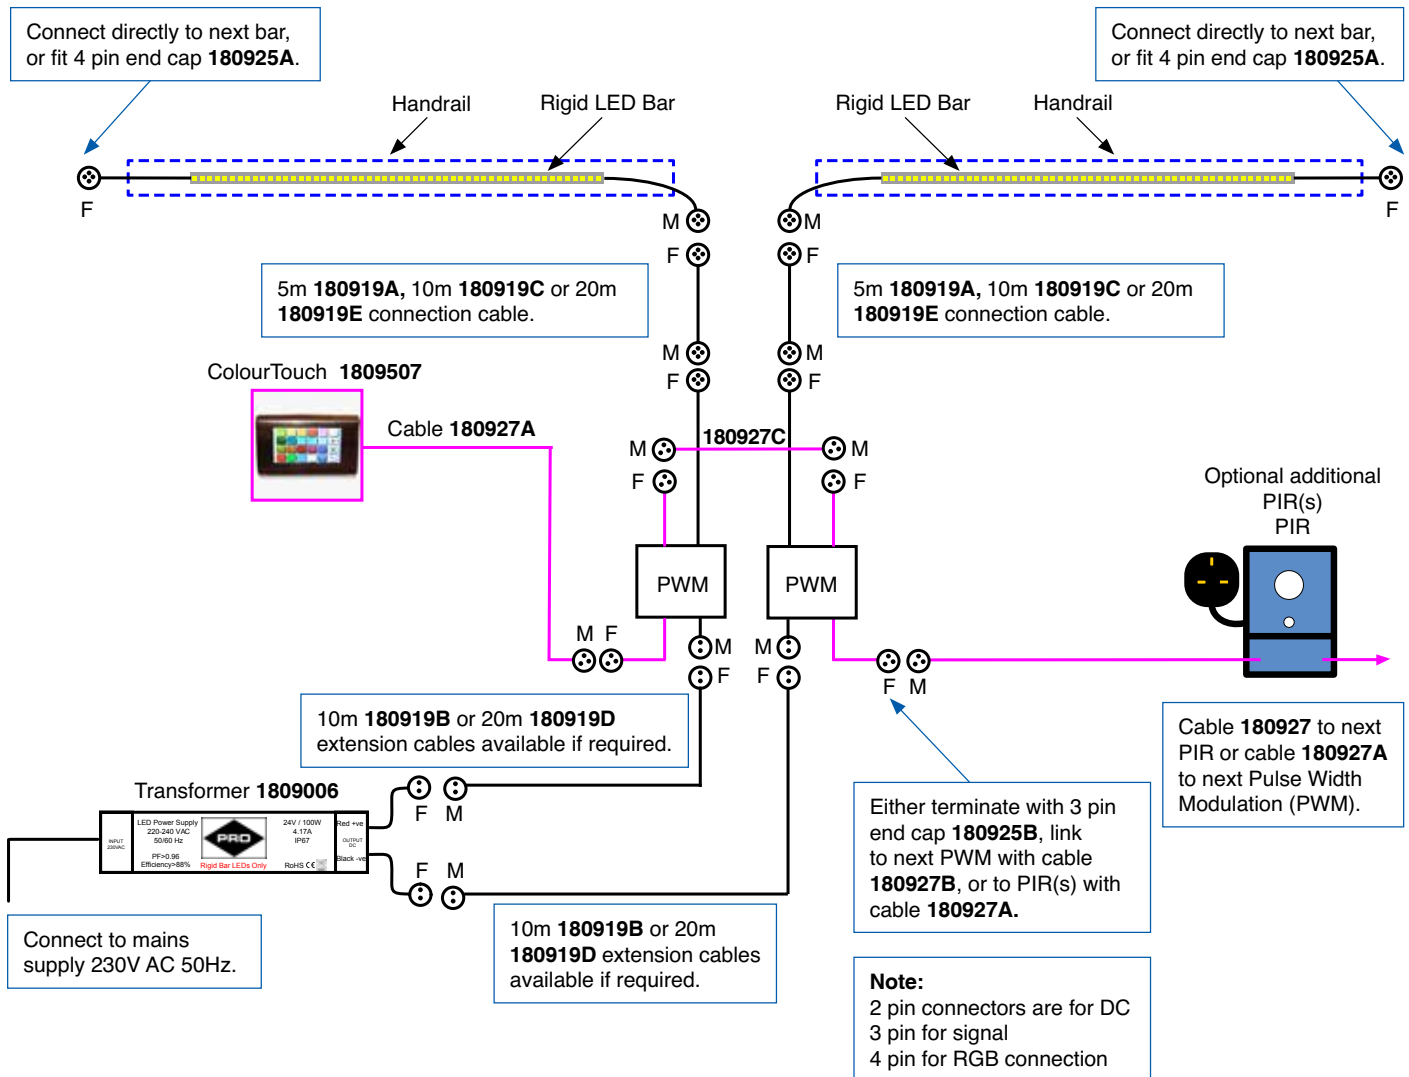 Connect directly to next bar,
or fit 4 pin end cap 180925A.
Connect directly to next bar,
or fit 4 pin end cap 180925A.
Handrail
Rigid LED Bar
Rigid LED Bar
Handrail
F
F
M
M
F
F
5m 180919A, 10m 180919C or 20m
180919E connection cable.
5m 180919A, 10m 180919C or 20m
180919E connection cable.
M
M
F
F
ColourTouch 1809507
Cable 180927A
M
180927C
M
F
F
Optional additional
PIR(s)
PIR
PWM
PWM
M F
M
M
F
F
F M
10m 180919B or 20m 180919D
extension cables available if required.
Cable 180927 to next
PIR or cable 180927A
to next Pulse Width
Modulation (PWM).
Transformer 1809006
F M
INPUT
230VAC
LED Power Supply
220-240 VAC
50/60 Hz
PF>0.96
Efficiency>88%
PRO
Rigid Bar LEDs Only
24V / 100W
4.17A
IP67
RoHS CE
Red +ve
OUTPUT
DC
Black -ve
F M
Either terminate with 3 pin
end cap 180925B, link
to next PWM with cable
180927B, or to PIR(s) with
cable 180927A.
Connect to mains
supply 230V AC 50Hz.
10m 180919B or 20m
180919D extension cables
available if required.
Note:
2 pin connectors are for DC
3 pin for signal
4 pin for RGB connection